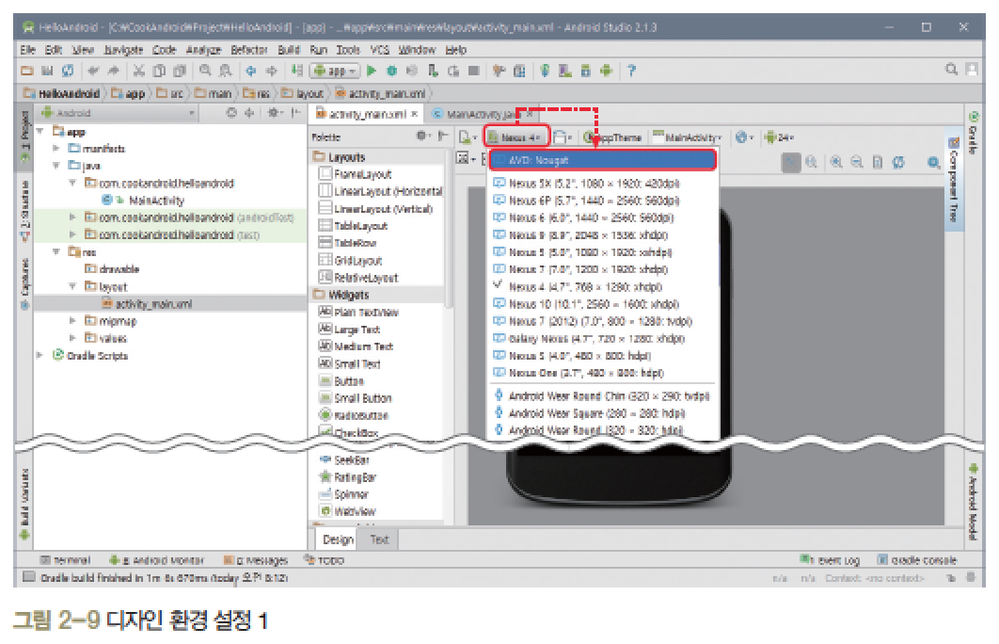 HelloAndroid - [C:₩CookAndroid₩Project₩HelloAndroid] - [app] - ...₩app₩src₩main₩res₩layout₩activity_main.xml - Android Studio 2.1.3
File Edit View Navigate Code Analyze Refactor Build Run Tools VCS Window Help
app
HelloAndroid app src main res layout activity_main.xml
Android
activity_main.xml × MainActivity.java ×
1: Project
app
manifests
java
com.cookandroid.helloandroid
MainActivity
com.cookandroid.helloandroid (androidTest)
com.cookandroid.helloandroid (test)
res
drawable
layout
activity_main.xml
mipmap
values
Gradle Scripts
Z: Structure
Captures
Build Variants
Palette
Layouts
FrameLayout
LinearLayout (Horizontal
LinearLayout (Vertical)
TableLayout
TableRow
GridLayout
RelativeLayout
Widgets
Plain TextView
Large Text
Medium Text
Small Text
Button
Small Button
RadioButton
CheckBox
SeekBar
RatingBar
Spinner
WebView
Nexus 4 AppTheme MainActivity 24
AVD: Nougat
Nexus 5X (5.2", 1080 × 1920: 420dpi)
Nexus 6P (5.7", 1440 × 2560: 560dpi)
Nexus 6 (6.0", 1440 × 2560: 560dpi)
Nexus 9 (8.9", 2048 × 1536: xhdpi)
Nexus 5 (5.0", 1080 × 1920: xxhdpi)
Nexus 7 (7.0", 1200 × 1920: xhdpi)
Nexus 4 (4.7", 768 × 1280: xhdpi)
Nexus 10 (10.1", 2560 × 1600: xhdpi)
Nexus 7 (2012) (7.0", 800 × 1280: tvdpi)
Galaxy Nexus (4.7", 720 × 1280: xhdpi)
Nexus S (4.0", 480 × 800: hdpi)
Nexus One (3.7", 480 × 800: hdpi)
Android Wear Round Chin (320 × 290: tvdpi)
Android Wear Square (280 × 280: hdpi)
Android Wear Round (320 × 320: hdpi)
Gradle
Component Tree
Android Model
Design Text
Terminal 6: Android Monitor 0: Messages TODO
1 Event Log Gradle Console
Gradle build finished in 1m 6s 670ms (today 오전 8:12)
n/a n/a Context: <no context>
그림 2-9 디자인 환경 설정 1